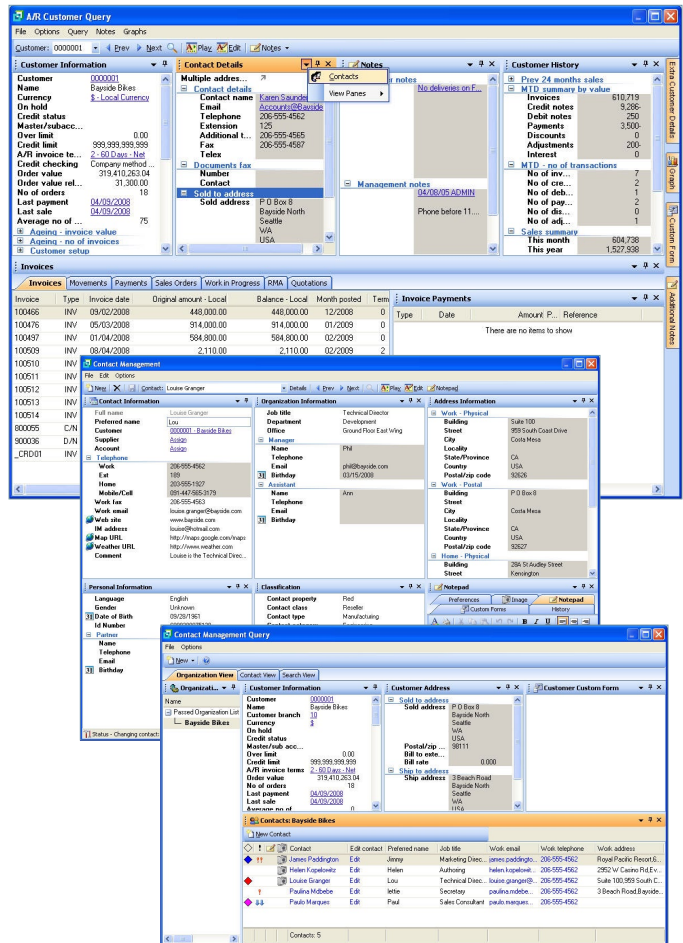 A/R Customer Query
File Options Query Notes Graphs
Customer: 0000001 Prev Next Play Edit Notes
Customer Information
Customer 0000001
Name Bayside Bikes
Currency $ - Local Currency
On hold
Credit status
Master/subacc...
Over limit 0.00
Credit limit 999,999,999,999
A/R invoice te... 2 - 60 Days - Net
Credit checking Company method ...
Order value 319,410,263.04
Order value rel... 31,300.00
No of orders 18
Last payment 04/09/2008
Last sale 04/09/2008
Average no of ... 75
Ageing - invoice value
Ageing - no of invoices
Customer setup
Contact Details
Multiple addres...
Contact details
Contact name Karen Saunder
Email Accounts@Bayside
Telephone 206-555-4562
Extension 125
Additional t... 206-555-4565
Fax 206-555-4587
Telex
Documents fax
Number
Contact
Sold to address
Sold address P O Box 8
Bayside North
Seattle
WA
USA
Contacts
View Panes
Notes
er notes
No deliveries on F...
Management notes
04/08/05 ADMIN
Phone before 11....
Customer History
Prev 24 months sales
MTD summary by value
Invoices 610,719
Credit notes 9,286-
Debit notes 250
Payments 3,500-
Discounts 0
Adjustments 200-
Interest 0
MTD - no of transactions
No of inv... 7
No of cre... 2
No of deb... 1
No of pay... 2
No of dis... 0
No of adj... 1
Sales summary
This month 604,738
This year 1,527,938
Extra Customer Details
Graph
Custom Form
Additional Notes
Invoices
Invoices Movements Payments Sales Orders Work in Progress RMA Quotations
Invoice Type Invoice date Original amount - Local Balance - Local Month posted Term
100466 INV 09/02/2008 448,000.00 448,000.00 12/2008 0
100476 INV 05/03/2008 914,000.00 914,000.00 01/2009 0
100497 INV 01/04/2008 584,800.00 584,800.00 02/2009 0
100509 INV 08/04/2008 2,110.00 2,110.00 02/2009 2
100510 INV
100511 INV
100512 INV
100513 INV
100514 INV
800055 C/N
900036 D/N
_CRD01 INV
Invoice Payments
Type Date Amount P... Reference
There are no items to show
Contact Management
File Edit Options
New Contact: Louise Granger Details Prev Next Play Edit Notepad
Contact Information
Full name Louise Granger
Preferred name Lou
Customer 0000001 - Bayside Bikes
Supplier Assign
Account Assign
Telephone
Work 206-555-4562
Ext 189
Home 203-555-1927
Mobile/Cell 091-447-565-3179
Work fax 206-555-4563
Work email louise.granger@bayside.com
Web site www.bayside.com
IM address louise@hotmail.com
Map URL http://maps.google.com/maps
Weather URL http://www.weather.com
Comment Louise is the Technical Direc...
Organization Information
Job title Technical Director
Department Development
Office Ground Floor East Wing
Manager
Name Phil
Telephone
Email phil@bayside.com
Birthday 03/15/2008
Assistant
Name Ann
Telephone
Email
Birthday
Address Information
Work - Physical
Building Suite 100
Street 959 South Coast Drive
City Costa Mesa
Locality
State/Province CA
Country USA
Postal/zip code 92626
Work - Postal
Building P O Box 8
Street
City Costa Mesa
Locality
State/Province CA
Country USA
Postal/zip code 92627
Home - Physical
Building 28A St Audley Street
Street Kensington
Personal Information
Language English
Gender Unknown
Date of Birth 09/28/1961
Id Number
Partner
Name
Telephone
Email
Birthday
Status - Changing contact:
Classification
Contact property Red
Contact class Reseller
Contact type Manufacturing
Notepad
Preferences Image Notepad
Custom Forms History
Contact Management Query
File Options
New
Organization View Contact View Search View
Organizati...
Name
Passed Organization List
Bayside Bikes
Customer Information
Customer 0000001
Name Bayside Bikes
Customer branch 10
Currency $
On hold
Credit status
Master/sub acc...
Over limit 0.00
Credit limit 999,999,999,999
A/R invoice terms 2 - 60 Days - Net
Order value 319,410,263.04
No of orders 18
Last payment 04/09/2008
Last sale 04/09/2008
Average no of 0
Customer Address
Sold to address
Sold address P O Box 8
Bayside North
Seattle
WA
USA
Postal/zip ... 98111
Bill to exte...
Bill rate 0.000
Ship to address
Ship address 3 Beach Road
Bayside North
Seattle
WA
USA
Customer Custom Form
Contacts: Bayside Bikes
New Contact
Contact Edit contact Preferred name Job title Work email Work telephone Work address
James Paddington Edit Jimmy Marketing Direc... james.paddingto... 206-555-4562 Royal Pacific Resort,6...
Helen Kopelowitz Edit Helen Authoring helen.kopelowit... 206-555-4562 2952 W Casino Rd,Ev...
Louise Granger Edit Lou Technical Direc... louise.granger@... 206-555-4562 Suite 100,959 South C...
Paulina Mdbebe Edit lettie Secretary paulina.mdebe... 206-555-4562 3 Beach Road,Bayside...
Paulo Marques Edit Paul Sales Consultant paulo.marques... 206-555-4562
Contacts: 5